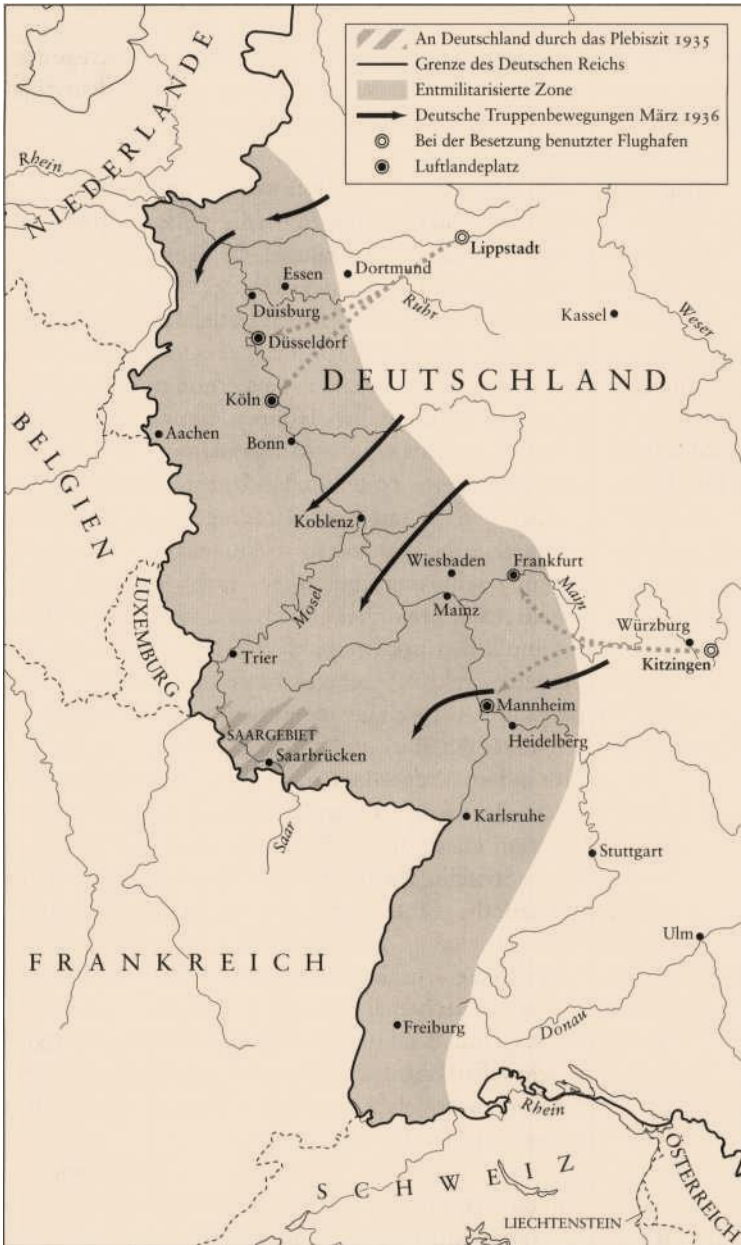 An Deutschland durch das Plebiszit 1935
Grenze des Deutschen Reichs
Entmilitarisierte Zone
Deutsche Truppenbewegungen März 1936
Bei der Besetzung benutzter Flughafen
Luftlandeplatz
NIEDERLANDE
Rhein
Lippstadt
Dortmund
Essen
Ruhr
Duisburg
Kassel
Weser
Düsseldorf
DEUTSCHLAND
Köln
Aachen
Bonn
BELGIEN
Koblenz
Wiesbaden
Frankfurt
Mainz
Main
Mosel
LUXEMBURG
Würzburg
Kitzingen
Trier
Mannheim
SAARGEBIET
Heidelberg
Saarbrücken
Karlsruhe
Saar
Stuttgart
Ulm
FRANKREICH
Freiburg
Donau
Rhein
SCHWEIZ
ÖSTERREICH
LIECHTENSTEIN